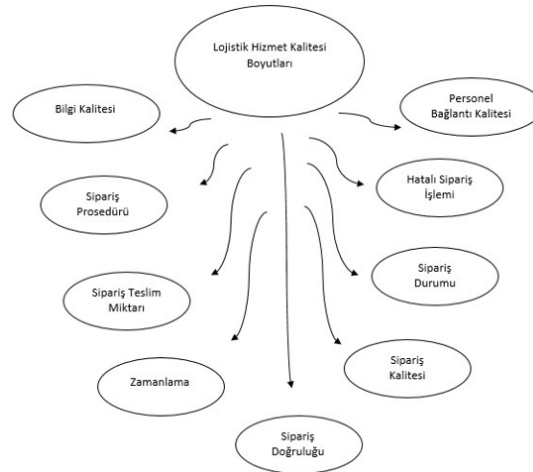 Lojistik Hizmet Kalitesi
Boyutları
Bilgi Kalitesi
Personel
Bağlantı Kalitesi
Sipariş
Prosedürü
Hatalı Sipariş
İşlemi
Sipariş Teslim
Miktarı
Sipariş
Durumu
Zamanlama
Sipariş
Kalitesi
Sipariş
Doğruluğu